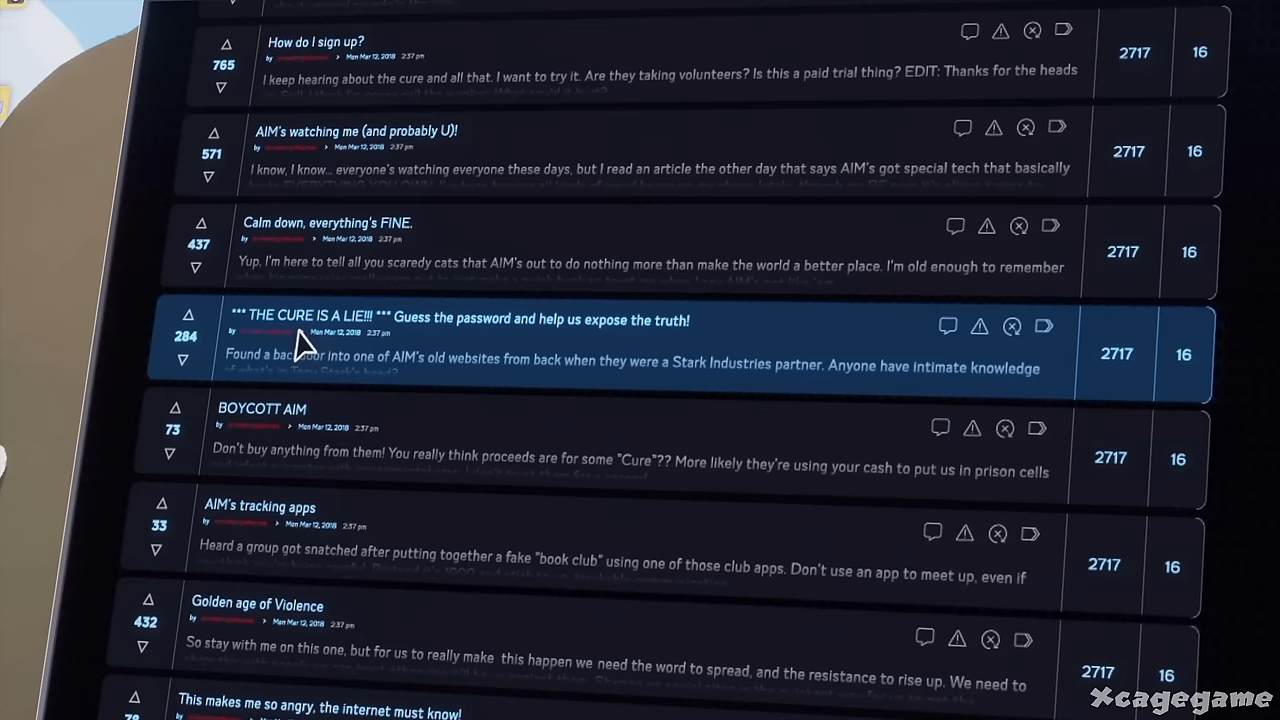 How do I sign up?
765
by
Mon Mar 12, 2018 2:37 pm
I keep hearing about the cure and all that. I want to try it. Are they taking volunteers? Is this a paid trial thing? EDIT: Thanks for the heads
2717
16
AIM's watching me (and probably U)!
571
by
Mon Mar 12, 2018 2:37 pm
I know, I know... everyone's watching everyone these days, but I read an article the other day that says AIM's got special tech that basically
2717
16
Calm down, everything's FINE.
437
by
Mon Mar 12, 2018 2:37 pm
Yup, I'm here to tell all you scaredy cats that AIM's out to do nothing more than make the world a better place. I'm old enough to remember
2717
16
*** THE CURE IS A LIE!!! *** Guess the password and help us expose the truth!
284
by
Mon Mar 12, 2018 2:37 pm
Found a backdoor into one of AIM's old websites from back when they were a Stark Industries partner. Anyone have intimate knowledge
of what's in Tony Stark's head?
2717
16
BOYCOTT AIM
73
by
Mon Mar 12, 2018 2:37 pm
Don't buy anything from them! You really think proceeds are for some "Cure"?? More likely they're using your cash to put us in prison cells
2717
16
AIM's tracking apps
33
by
Mon Mar 12, 2018 2:37 pm
Heard a group got snatched after putting together a fake "book club" using one of those club apps. Don't use an app to meet up, even if
2717
16
Golden age of Violence
432
by
Mon Mar 12, 2018 2:37 pm
So stay with me on this one, but for us to really make this happen we need the word to spread, and the resistance to rise up. We need to
2717
16
This makes me so angry, the internet must know!
Xcagegame